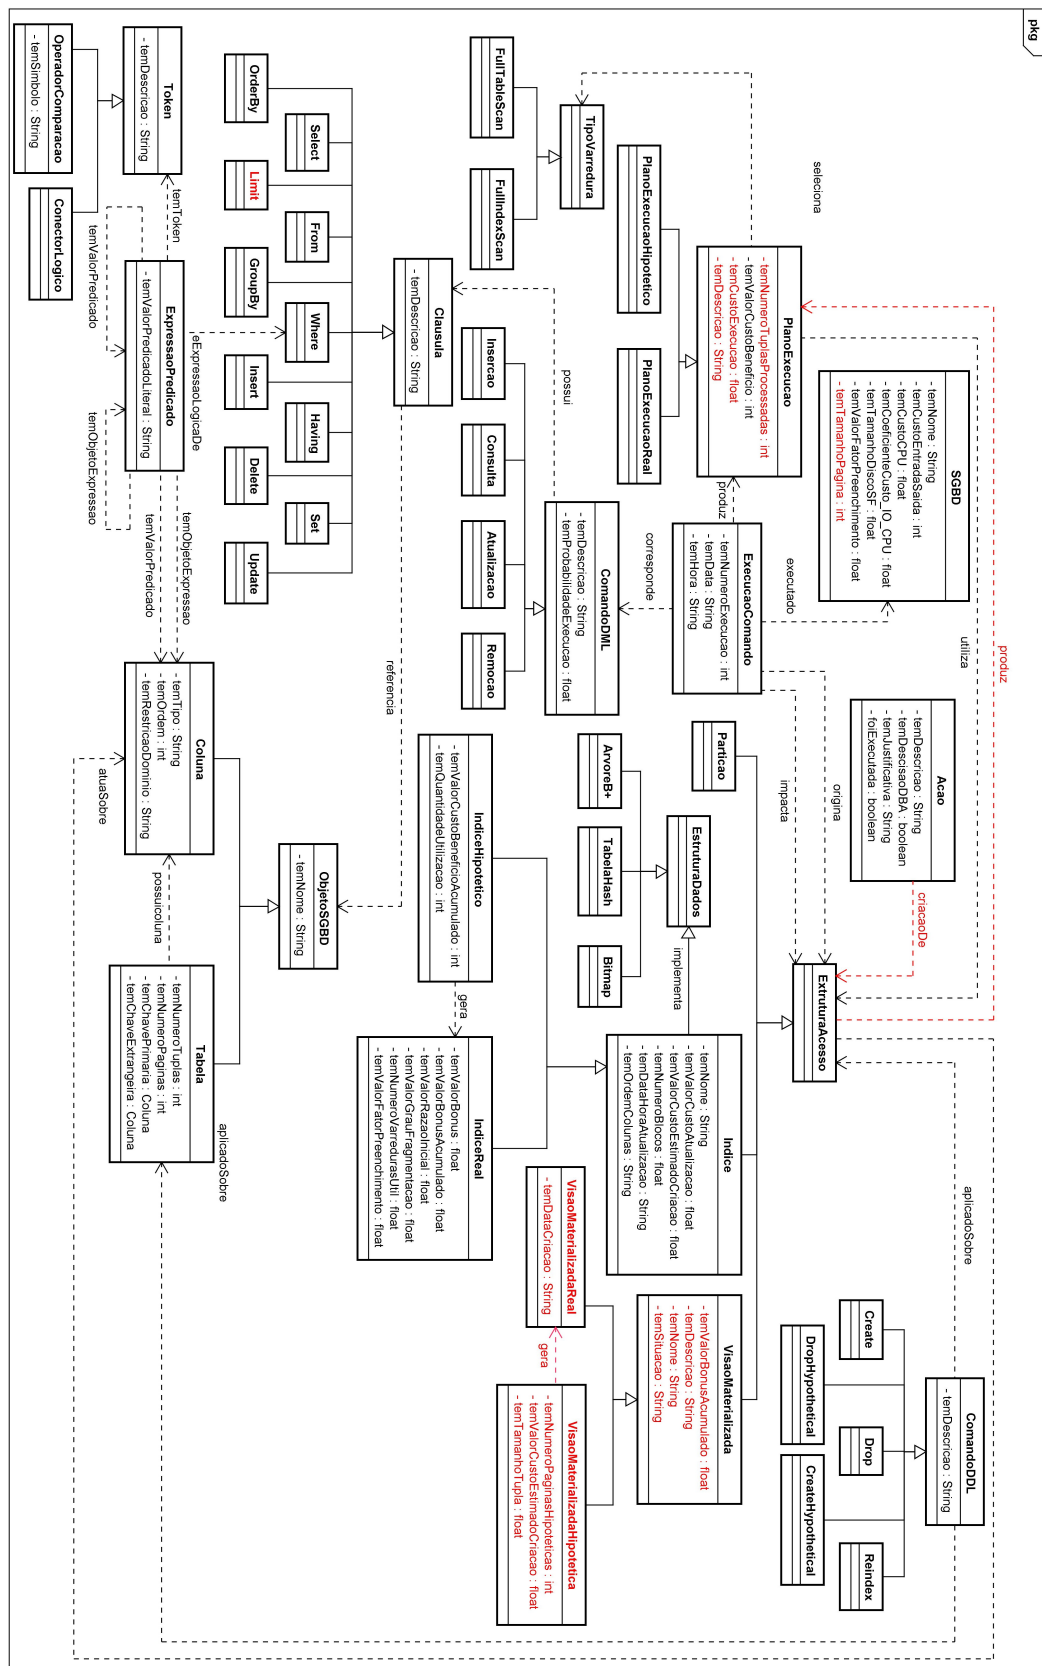 pkg
SGBD
- temNome : String
- temCustoEntradaSaida : int
- temCustoCPU : float
- temCoeficienteCusto_IO_CPU : float
- temTamanhoDiscoSF : float
- temValorFatorPreenchimento : float
- temTamanhoPagina : int
Acao
- temDescricao : String
- temDescisaoDBA : boolean
- temJustificativa : String
- foiExecutada : boolean
ComandoDDL
- temDescricao : String
Create
DropHypothetical
Drop
CreateHypothetical
Reindex
produz
utiliza
criacaoDe
aplicadoSobre
executado
origina
impacta
seleciona
PlanoExecucao
- temNumeroTuplasProcessadas : int
- temValorCustoBeneficio : int
- temCustoExecucao : float
- temDescricao : String
PlanoExecucaoHipotetico
PlanoExecucaoReal
produz
ExecucaoComando
- temNumeroExecucao : int
- temData : String
- temHora : String
corresponde
ExtruturaAcesso
TipoVarredura
FullTableScan
FullIndexScan
ComandoDML
- temDescricao : String
- temProbabilidadeExecucao : float
possui
Insercao
Consulta
Atualizacao
Remocao
Particao
EstruturaDados
ArvoreB+
TabelaHash
Bitmap
implementa
Indice
- temNome : String
- temValorCustoAtualizacao : float
- temValorCustoEstimadoCriacao : float
- temNumeroBlocos : float
- temDataHoraAtualizacao : String
- temOrdemColunas : String
VisaoMaterializada
- temValorBonusAcumulado : float
- temDescricao : String
- temNome : String
- temSituacao : String
VisaoMaterializadaReal
- temDataCriacao : String
gera
VisaoMaterializadaHipotetica
- temNumeroPaginasHipoteticas : int
- temValorCustoEstimadoCriacao : float
- temTamanhoTupla : float
IndiceHipotetico
- temValorCustoBeneficioAcumulado : int
- temQuantidadeUtilizacao : int
gera
IndiceReal
- temValorBonus : float
- temValorBonusAcumulado : float
- temValorRazaoInicial : float
- temValorGrauFragmentacao : float
- temNumeroVarredurasUtil : float
- temValorFatorPreenchimento : float
Clausula
- temDescricao : String
referencia
OrderBy
Select
Limit
From
GroupBy
Where
Insert
Having
Delete
Set
Update
eExpressaoLogicaDe
ObjetoSGBD
- temNome : String
Token
- temDescricao : String
OperadorComparacao
- temSimbolo : String
ConectorLogico
temToken
temValorPredicado
ExpressaoPredicado
- temValorPredicadoLiteral : String
temObjetoExpressao
temObjetoExpressao
temValorPredicado
Coluna
- temTipo : String
- temOrdem : int
- temRestricaoDominio : String
atuaSobre
possuicoluna
Tabela
- temNumeroTuplas : int
- temNumeroPaginas : int
- temChavePrimaria : Coluna
- temChaveExtrangeira : Coluna
aplicadoSobre